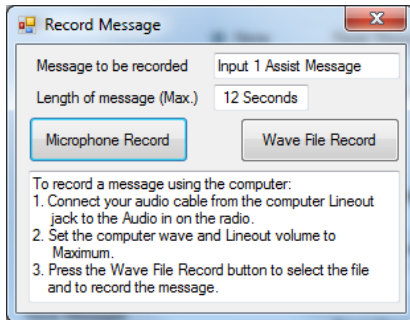 Record Message
Message to be recorded Input 1 Assist Message
Length of message (Max.) 12 Seconds
Microphone Record Wave File Record
To record a message using the computer:
1. Connect your audio cable from the computer Lineout
jack to the Audio in on the radio.
2. Set the computer wave and Lineout volume to
Maximum.
3. Press the Wave File Record button to select the file
and to record the message.